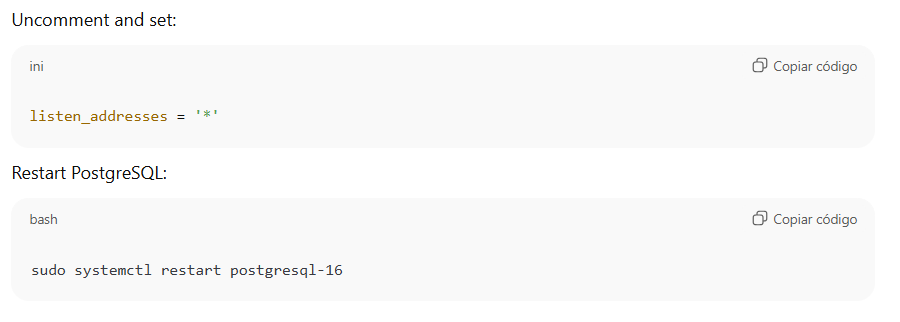 Uncomment and set:
ini
Copiar código
listen_addresses = '*'
Restart PostgreSQL:
bash
Copiar código
sudo systemctl restart postgresql-16